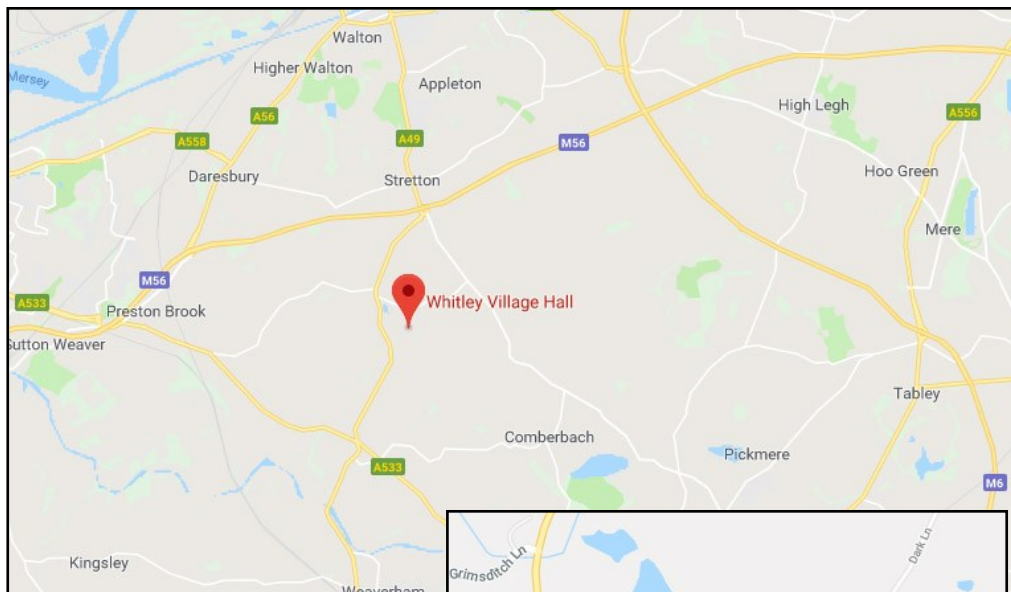 Walton
Mersey
Higher Walton
Appleton
High Legh
A56
A556
A558
A49
M56
Hoo Green
Daresbury
Stretton
Mere
M56
Whitley Village Hall
A533
Preston Brook
Sutton Weaver
Tabley
Comberbach
Pickmere
A533
M6
Kingsley
Weaverham
Grimsditch Ln
Dark Ln